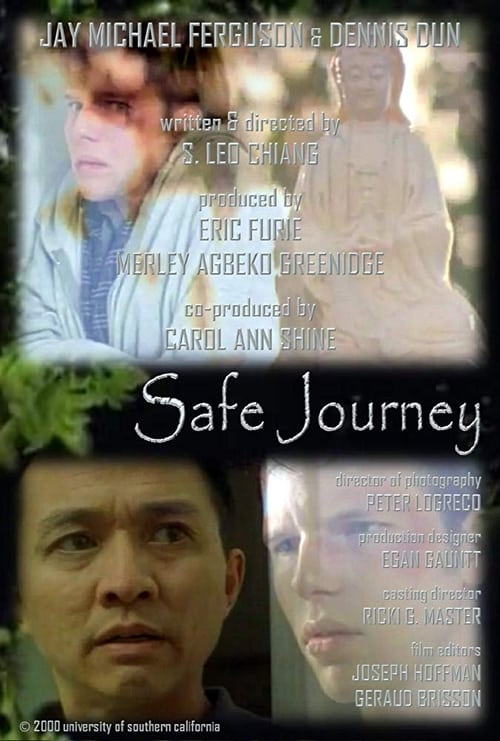 JAY MICHAEL FERGUSON & DENNIS DUN
written & directed by
S. LEO CHIANG
produced by
ERIC FURIE
MERLEY AGBEKO GREENIDGE
co-produced by
CAROL ANN SHINE
Safe Journey
director of photography
PETER LOGRECO
production designer
EGAN GAUNTT
casting director
RICKI G. MASTER
film editors
JOSEPH HOFFMAN
GERAUD BRISSON
© 2000 university of southern california